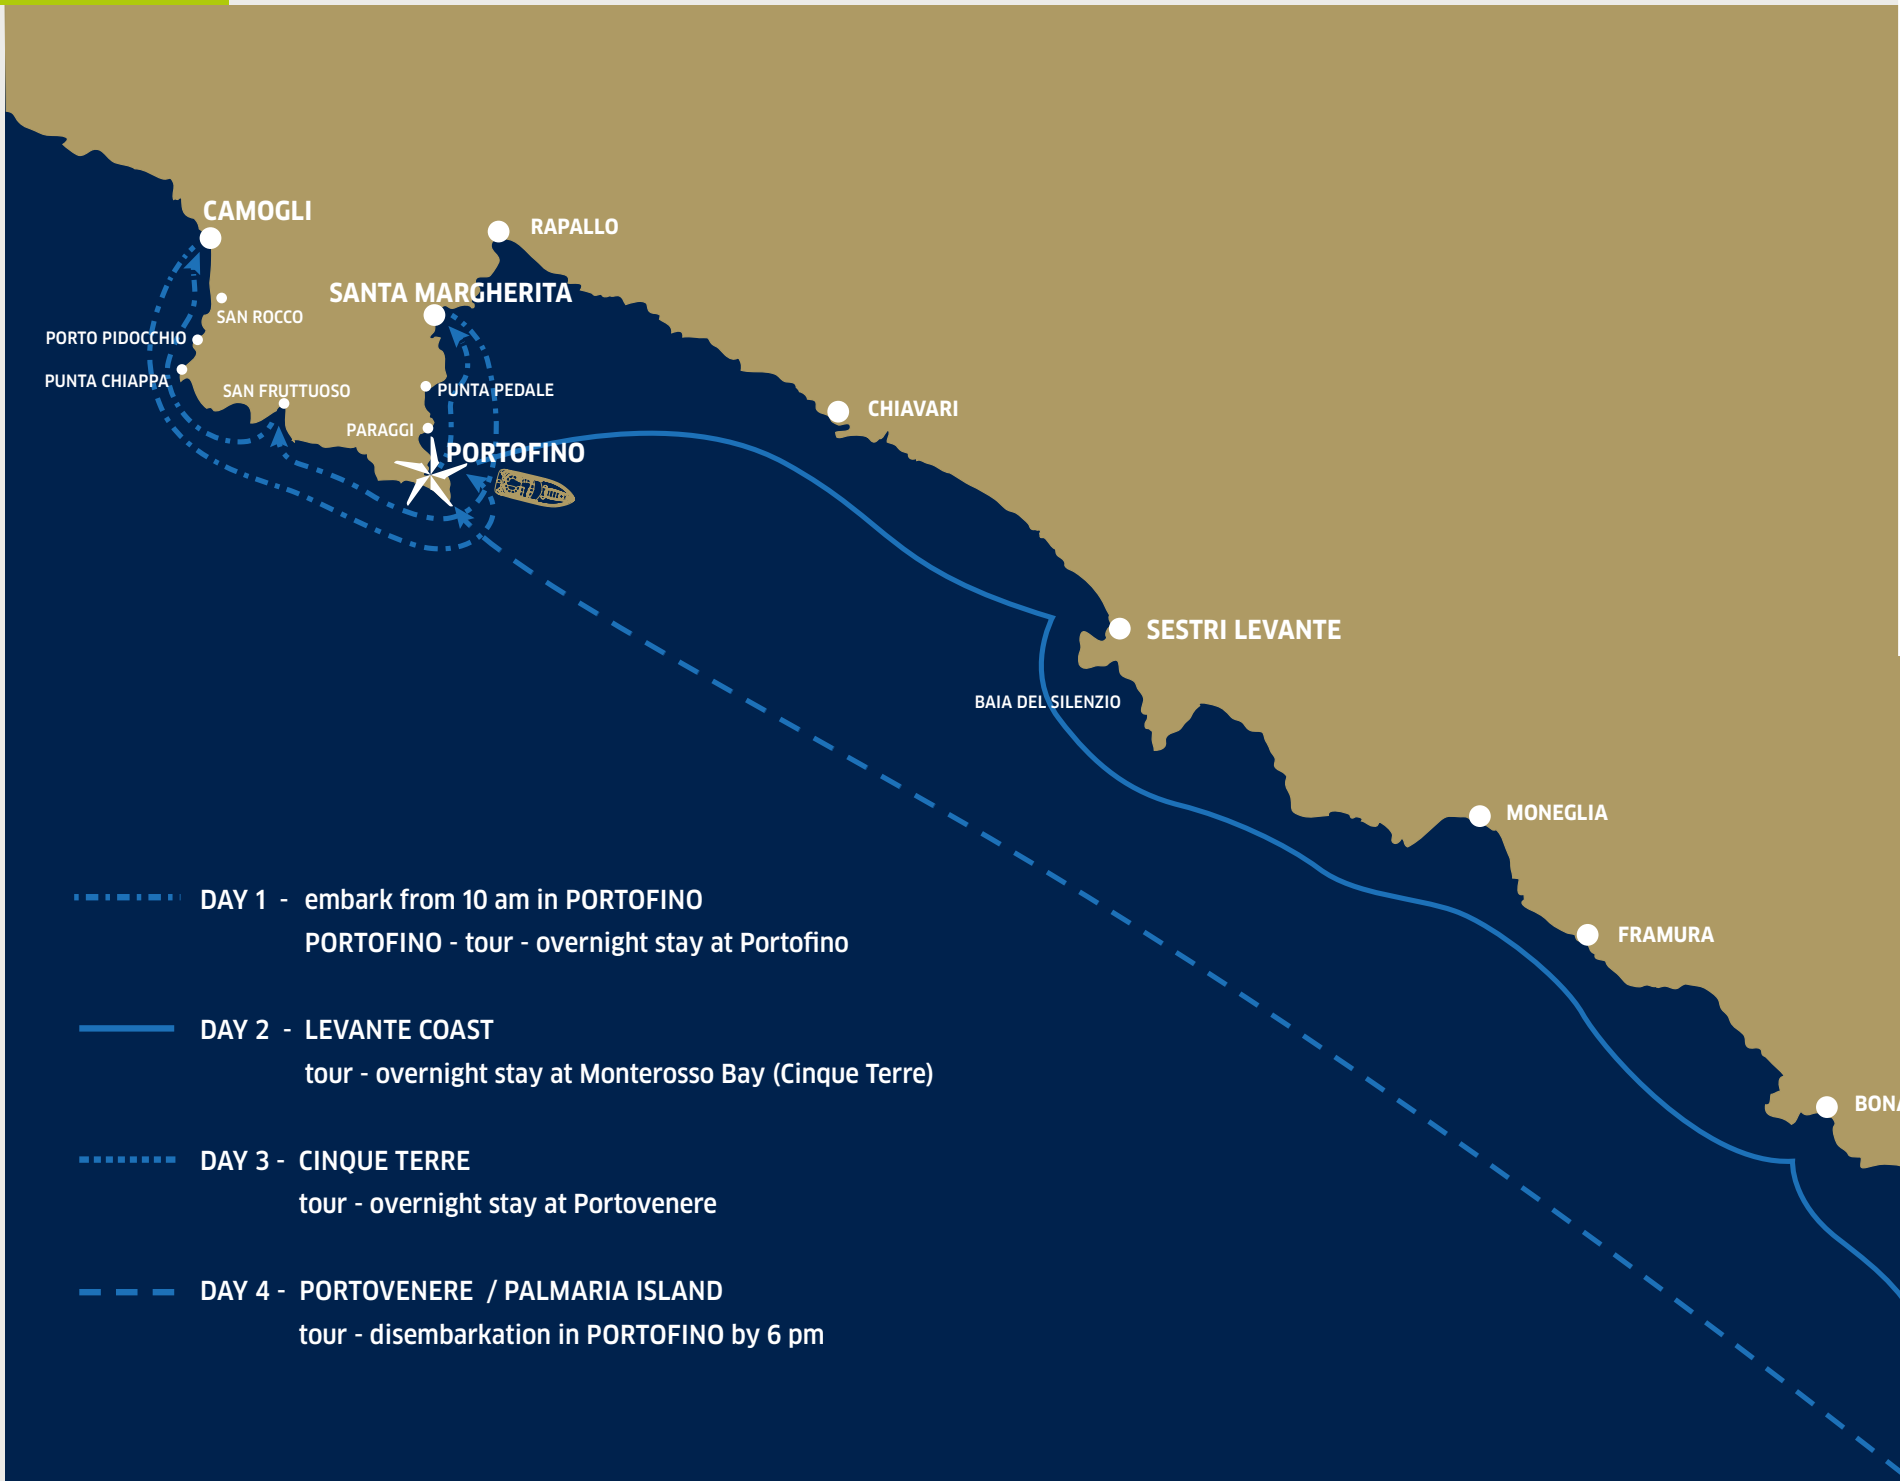 CAMOGLI
RAPALLO
SANTA MARGHERITA
SAN ROCCO
PORTO PIDOCCHIO
PUNTA CHIAPPA
SAN FRUTTUOSO
PUNTA PEDALE
PARAGGI
PORTOFINO
CHIAVARI
SESTRI LEVANTE
BAIA DEL SILENZIO
MONEGLIA
FRAMURA
BONA
DAY 1 - embark from 10 am in PORTOFINO
PORTOFINO - tour - overnight stay at Portofino
DAY 2 - LEVANTE COAST
tour - overnight stay at Monterosso Bay (Cinque Terre)
DAY 3 - CINQUE TERRE
tour - overnight stay at Portovenere
DAY 4 - PORTOVENERE / PALMARIA ISLAND
tour - disembarkation in PORTOFINO by 6 pm